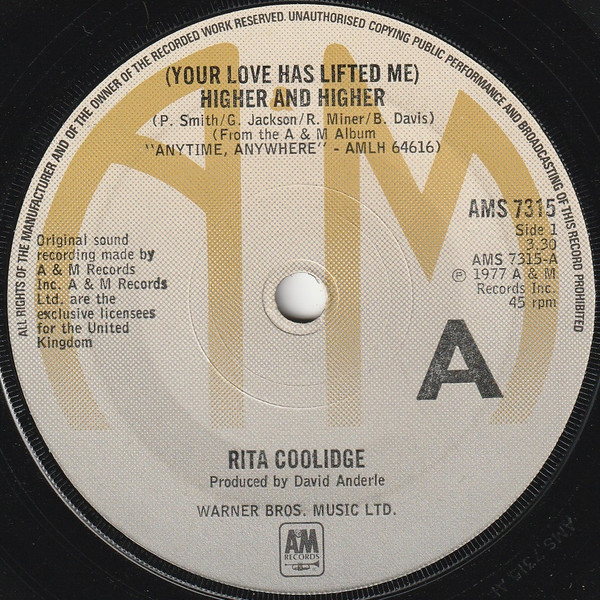 ALL RIGHTS OF THE MANUFACTURER AND OF THE OWNER OF THE RECORDED WORK RESERVED. UNAUTHORISED COPYING PUBLIC PERFORMANCE AND BROADCASTING OF THIS RECORD PROHIBITED
(YOUR LOVE HAS LIFTED ME)
HIGHER AND HIGHER
(P. Smith/G. Jackson/R. Miner/B. Davis)
(From the A & M Album
"ANYTIME, ANYWHERE" - AMLH 64616)
AMS 7315
Side 1
3.30
AMS 7315-A
℗ 1977 A & M
Records Inc.
45 rpm
Original sound
recording made by
A & M Records
Inc. A & M Records
Ltd. are the
exclusive licensees
for the United
Kingdom
A
RITA COOLIDGE
Produced by David Anderle
WARNER BROS. MUSIC LTD.
A&M
RECORDS